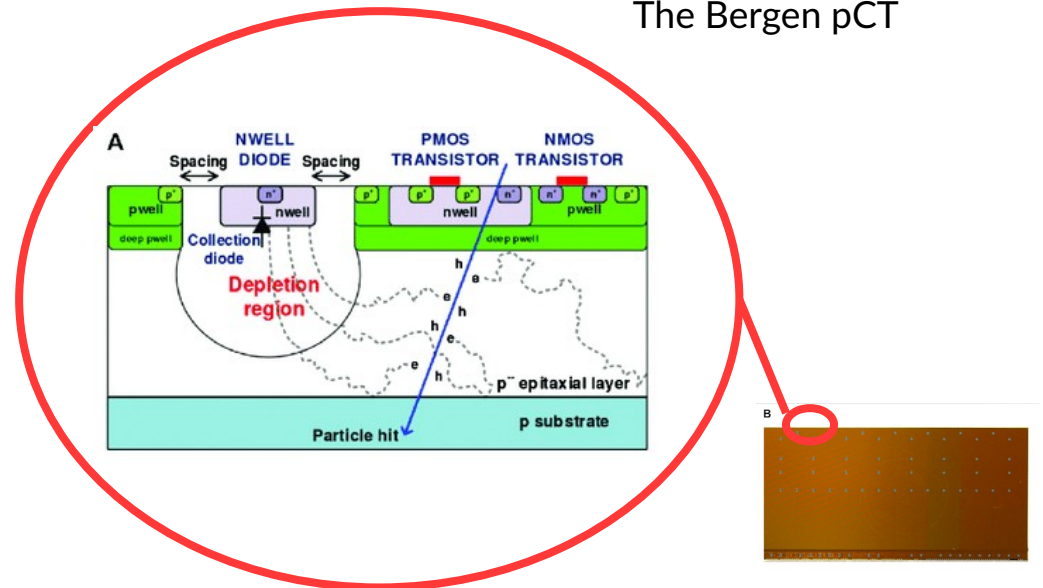 The Bergen pCT
A
NWELL
DIODE
PMOS
TRANSISTOR
NMOS
TRANSISTOR
Spacing
Spacing
p+
n+
p+
p+
p+
n+
n+
n+
p+
pwell
nwell
nwell
pwell
deep pwell
Collection
diode
deep pwell
Depletion
region
h
e
e
h
h
e
e
h
p-- epitaxial layer
p substrate
Particle hit
B